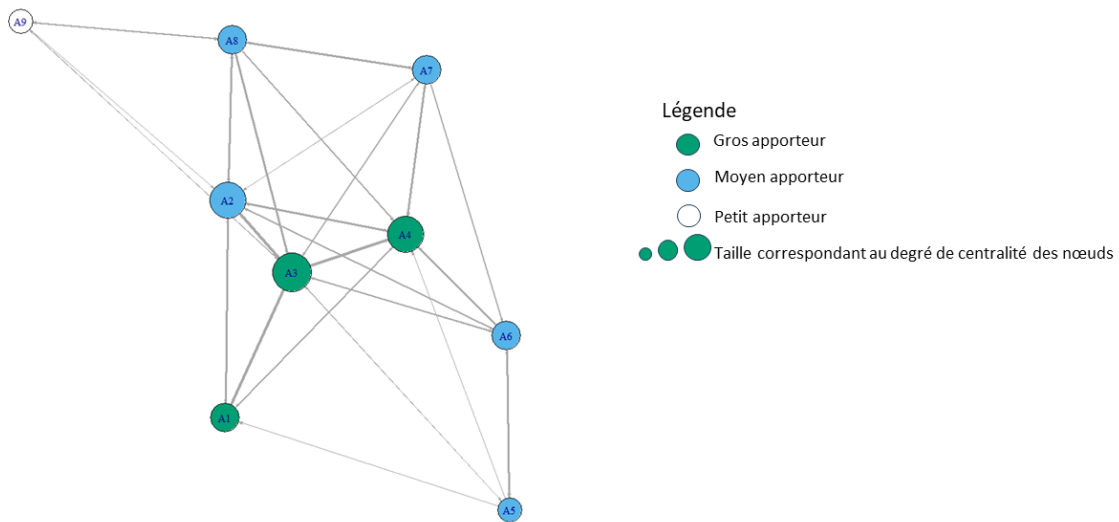 A9
A8
A7
A2
A4
A3
A6
A1
A5
Légende
Gros apporteur
Moyen apporteur
Petit apporteur
Taille correspondant au degré de centralité des nœuds